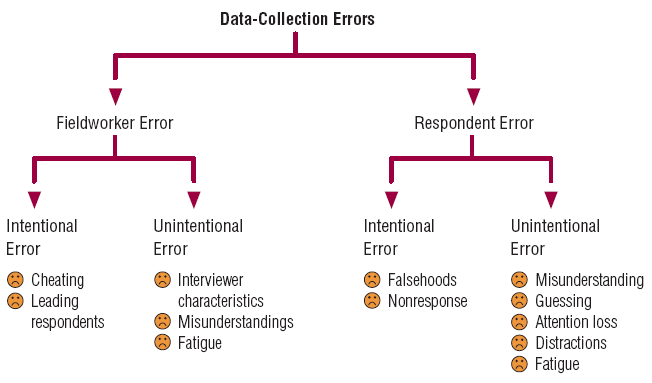 Data-Collection Errors
Fieldworker Error
Respondent Error
Intentional
Error
Cheating
Leading
respondents
Unintentional
Error
Interviewer
characteristics
Misunderstandings
Fatigue
Intentional
Error
Falsehoods
Nonresponse
Unintentional
Error
Misunderstanding
Guessing
Attention loss
Distractions
Fatigue